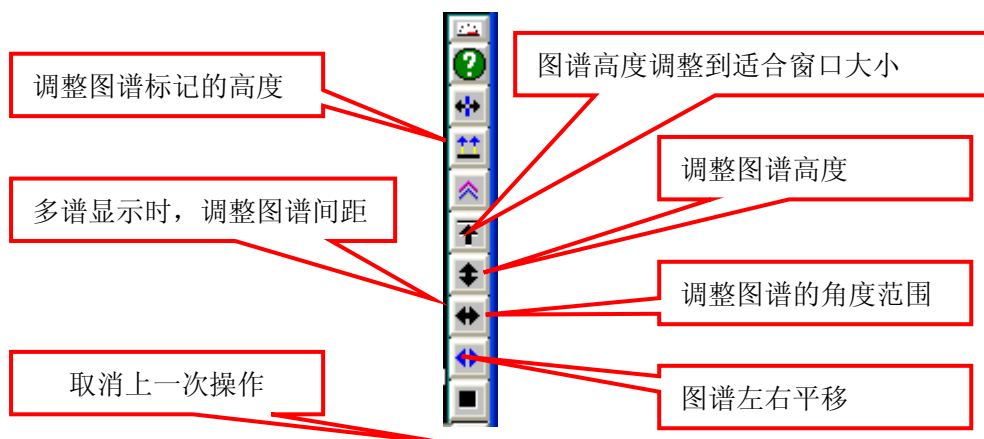 调整图谱标记的高度
多谱显示时，调整图谱间距
取消上一次操作
图谱高度调整到适合窗口大小
调整图谱高度
调整图谱的角度范围
图谱左右平移
?